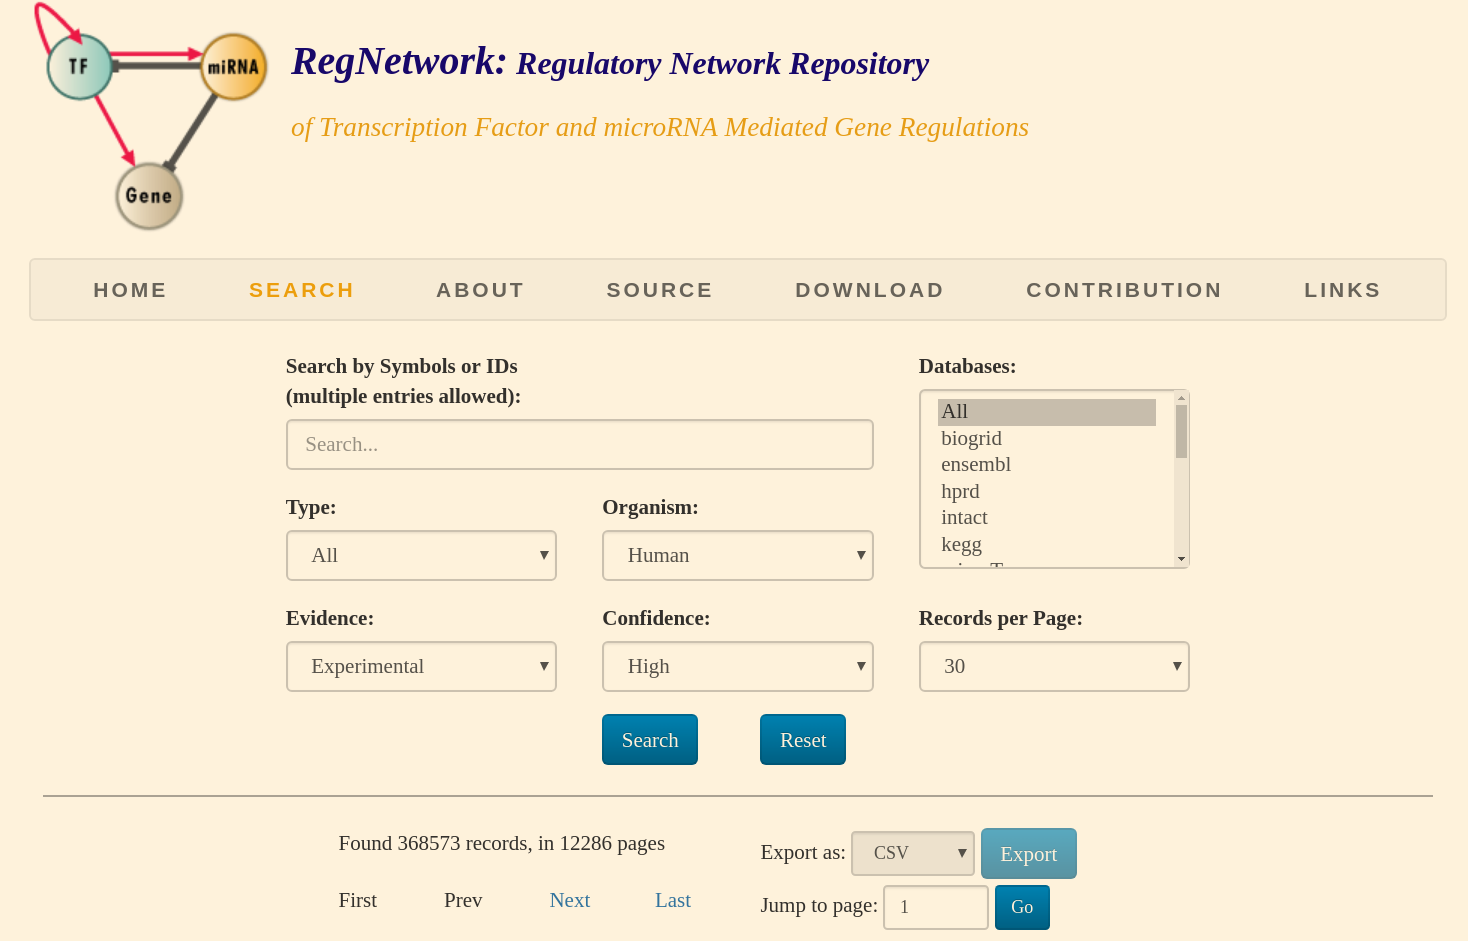 TF
miRNA
Gene
RegNetwork: Regulatory Network Repository
of Transcription Factor and microRNA Mediated Gene Regulations
HOME SEARCH ABOUT SOURCE DOWNLOAD CONTRIBUTION LINKS
Search by Symbols or IDs
(multiple entries allowed):
Search...
Databases:
All
biogrid
ensembl
hprd
intact
kegg
Type: Organism:
All Human
Evidence: Confidence: Records per Page:
Experimental High 30
Search Reset
Found 368573 records, in 12286 pages
Export as: CSV Export
First Prev Next Last
Jump to page: 1 Go